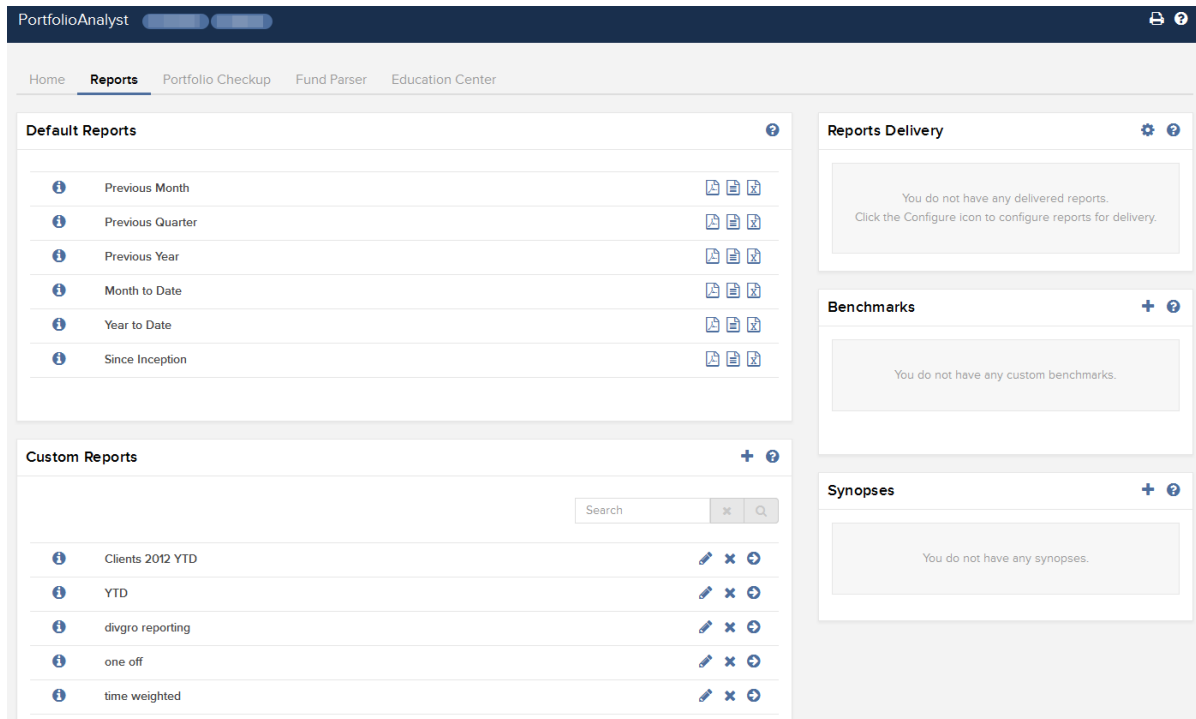 PortfolioAnalyst
Home Reports Portfolio Checkup Fund Parser Education Center
Default Reports
Previous Month
Previous Quarter
Previous Year
Month to Date
Year to Date
Since Inception
Custom Reports
Search
Clients 2012 YTD
YTD
divgro reporting
one off
time weighted
Reports Delivery
You do not have any delivered reports.
Click the Configure icon to configure reports for delivery.
Benchmarks
You do not have any custom benchmarks.
Synopses
You do not have any synopses.